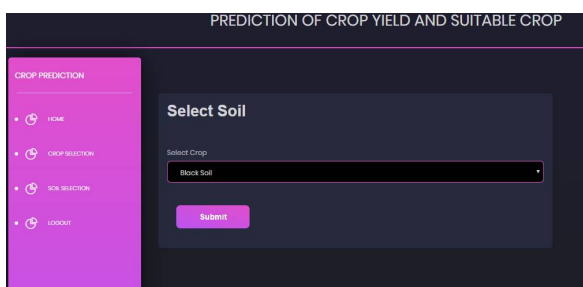 PREDICTION OF CROP YIELD AND SUITABLE CROP
CROP PREDICTION
HOME
CROP SELECTION
SOIL SELECTION
LOGOUT
Select Soil
Select Crop
Black Soil
Submit